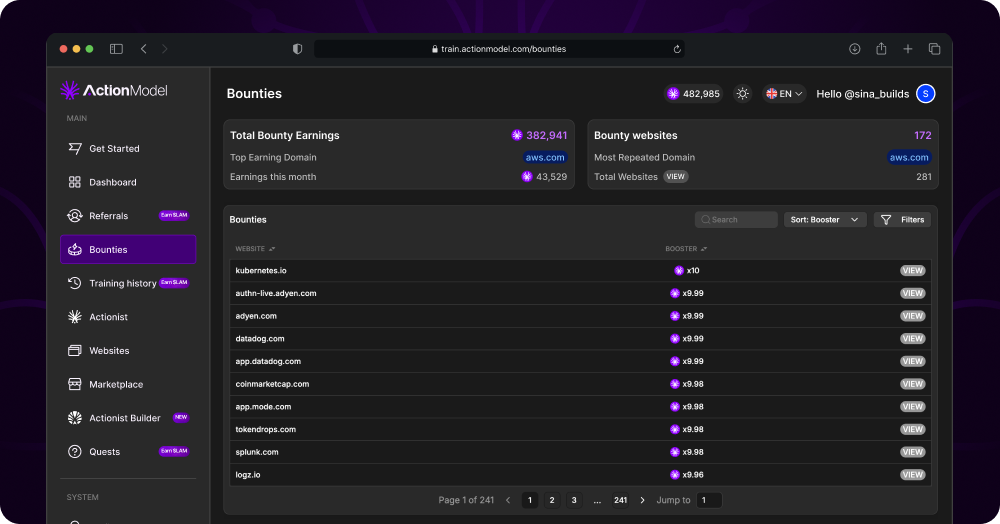 train.actionmodel.com/bounties
ActionModel
MAIN
Get Started
Dashboard
Referrals Earn $LAM
Bounties
Training history Earn $LAM
Actionist
Websites
Marketplace
Actionist Builder NEW
Quests Earn $LAM
SYSTEM
Bounties
482,985 EN Hello @sina_builds S
Total Bounty Earnings 382,941
Top Earning Domain aws.com
Earnings this month 43,529
Bounty websites 172
Most Repeated Domain aws.com
Total Websites VIEW 281
Bounties Search Sort: Booster Filters
WEBSITE BOOSTER
kubernetes.io x10 VIEW
authn-live.adyen.com x9.99 VIEW
adyen.com x9.99 VIEW
datadog.com x9.99 VIEW
app.datadog.com x9.99 VIEW
coinmarketcap.com x9.98 VIEW
app.mode.com x9.98 VIEW
tokendrops.com x9.98 VIEW
splunk.com x9.98 VIEW
logz.io x9.96 VIEW
Page 1 of 241 1 2 3 ... 241 Jump to 1